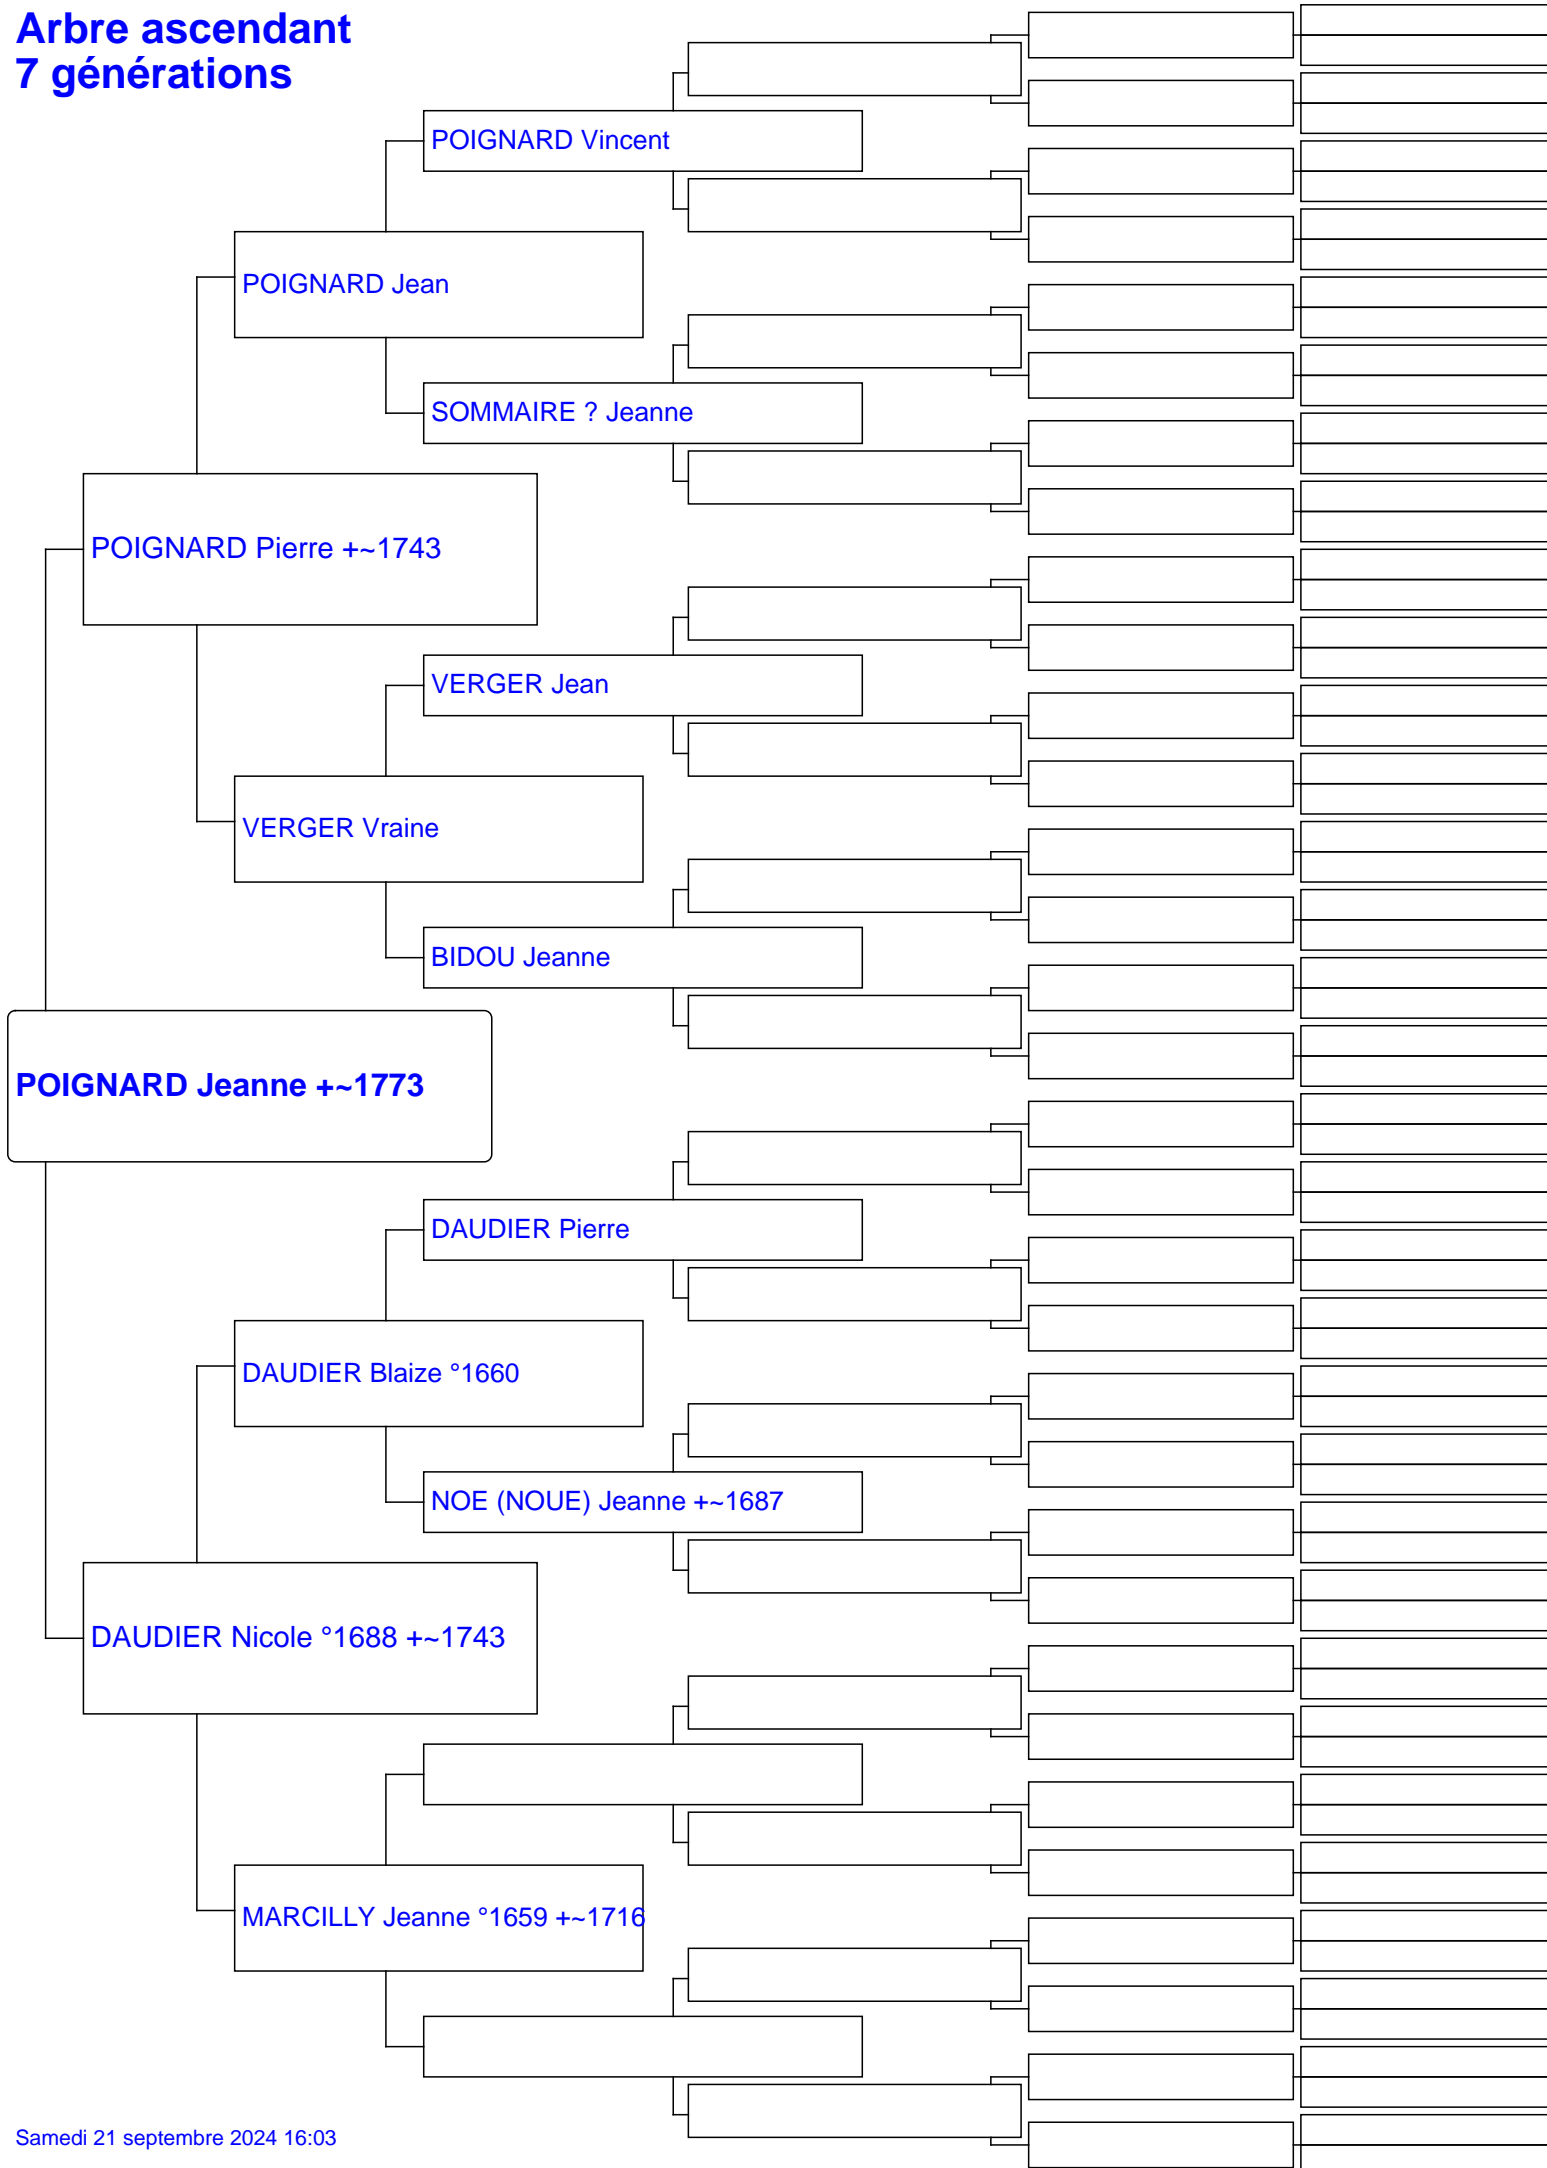 Arbre ascendant
7 générations
POIGNARD Vincent
POIGNARD Jean
SOMMAIRE ? Jeanne
POIGNARD Pierre +~1743
VERGER Jean
VERGER Vraine
BIDOU Jeanne
POIGNARD Jeanne +~1773
DAUDIER Pierre
DAUDIER Blaize °1660
NOE (NOUE) Jeanne +~1687
DAUDIER Nicole °1688 +~1743
MARCILLY Jeanne °1659 +~1716
Samedi 21 septembre 2024 16:03